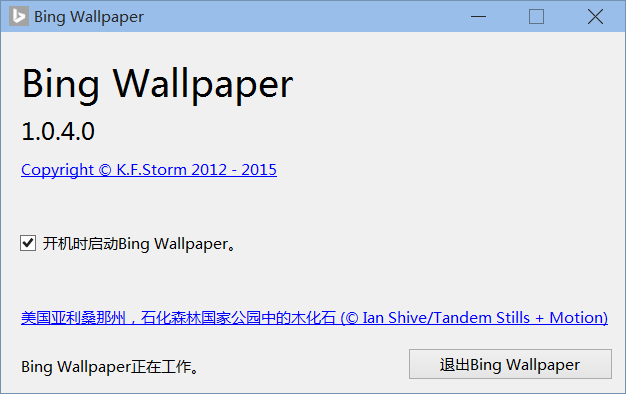 Bing Wallpaper
Bing Wallpaper
1.0.4.0
Copyright © K.F.Storm 2012 - 2015
开机时启动Bing Wallpaper。
美国亚利桑那州，石化森林国家公园中的木化石 (© Ian Shive/Tandem Stills + Motion)
Bing Wallpaper正在工作。
退出Bing Wallpaper